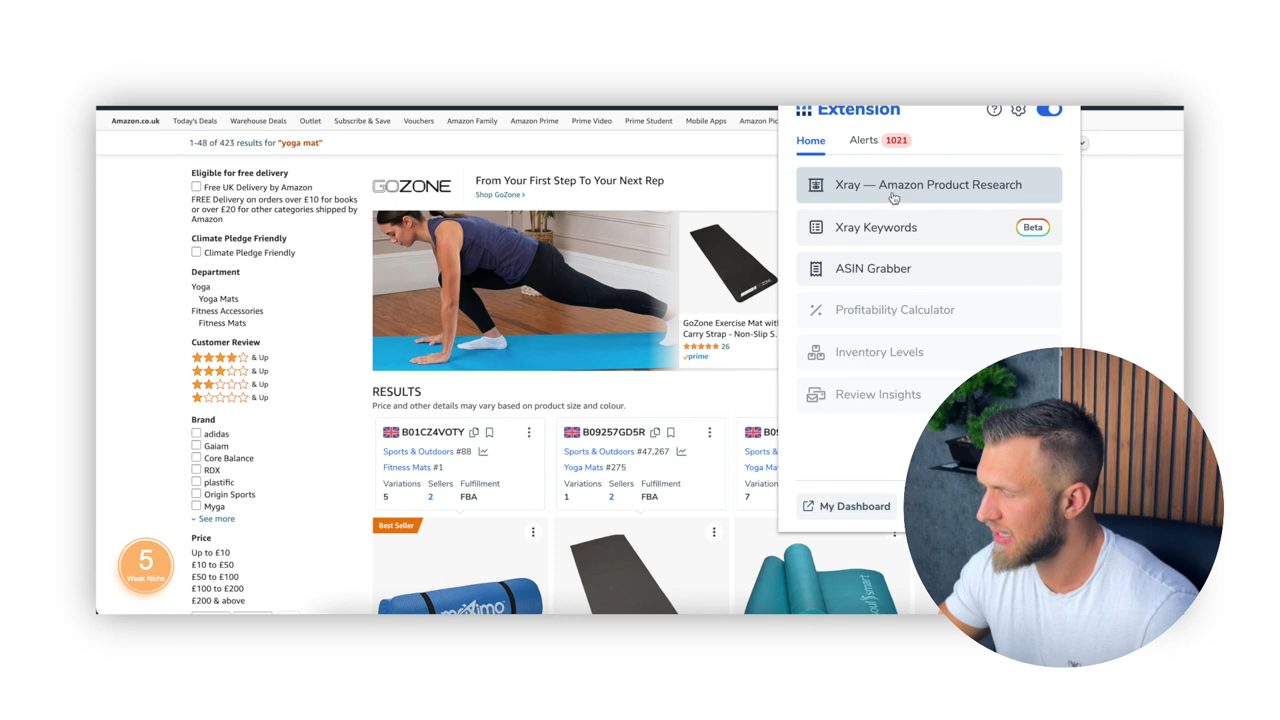 Amazon.co.uk Today's Deals Warehouse Deals Outlet Subscribe & Save Vouchers Amazon Family Amazon Prime Prime Video Prime Student Mobile Apps Amazon
1-48 of 423 results for "yoga mat"
Eligible for free delivery
Free UK Delivery by Amazon
FREE Delivery on orders over £10 for books
or over £20 for other categories shipped by
Amazon
Climate Pledge Friendly
Climate Pledge Friendly
Department
Yoga
Yoga Mats
Fitness Accessories
Fitness Mats
Customer Review
& Up
& Up
& Up
& Up
Brand
adidas
Gaiam
Core Balance
RDX
plastific
Origin Sports
Myga
See more
Price
Up to £10
£10 to £50
£50 to £100
£100 to £200
£200 & above
5
Weak Niche
GOZONE
From Your First Step To Your Next Rep
Shop GoZone
GoZone Exercise Mat with
Carry Strap - Non-Slip S...
26
prime
RESULTS
Price and other details may vary based on product size and colour.
B01CZ4VOTY
Sports & Outdoors #88
Fitness Mats #1
Variations Sellers Fulfillment
5 2 FBA
B09257GD5R
Sports & Outdoors #47,267
Yoga Mats #275
Variations Sellers Fulfillment
1 2 FBA
B09
Sports &
Yoga Ma
Variations
7
Best Seller
maximo
soulsmart
Extension
Home Alerts 1021
Xray — Amazon Product Research
Xray Keywords Beta
ASIN Grabber
Profitability Calculator
Inventory Levels
Review Insights
My Dashboard